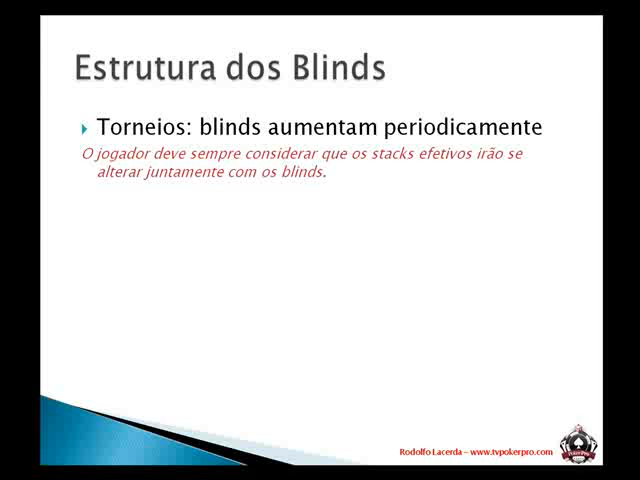 Estrutura dos Blinds
Torneios: blinds aumentam periodicamente
O jogador deve sempre considerar que os stacks efetivos irão se
alterar juntamente com os blinds.
Rodolfo Lacerda – www.tvpokerpro.com
PokerPro